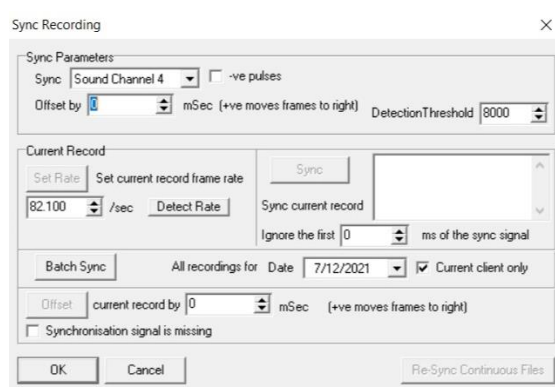 Sync Recording
Sync Parameters
Sync Sound Channel 4 -ve pulses
Offset by 0 mSec (+ve moves frames to right) DetectionThreshold 8000
Current Record
Set Rate Set current record frame rate
Sync
82.100 /sec Detect Rate Sync current record
Ignore the first 0 ms of the sync signal
Batch Sync All recordings for Date 7/12/2021 Current client only
Offset current record by 0 mSec (+ve moves frames to right)
Synchronisation signal is missing
OK Cancel Re-Sync Continuous Files